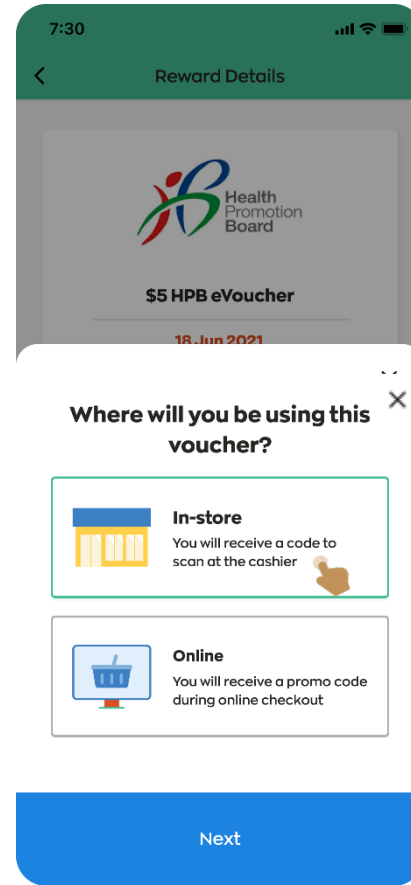 7:30
Reward Details
Health
Promotion
Board
$5 HPB eVoucher
18 Jun 2021
Where will you be using this
voucher?
In-store
You will receive a code to
scan at the cashier
Online
You will receive a promo code
during online checkout
Next